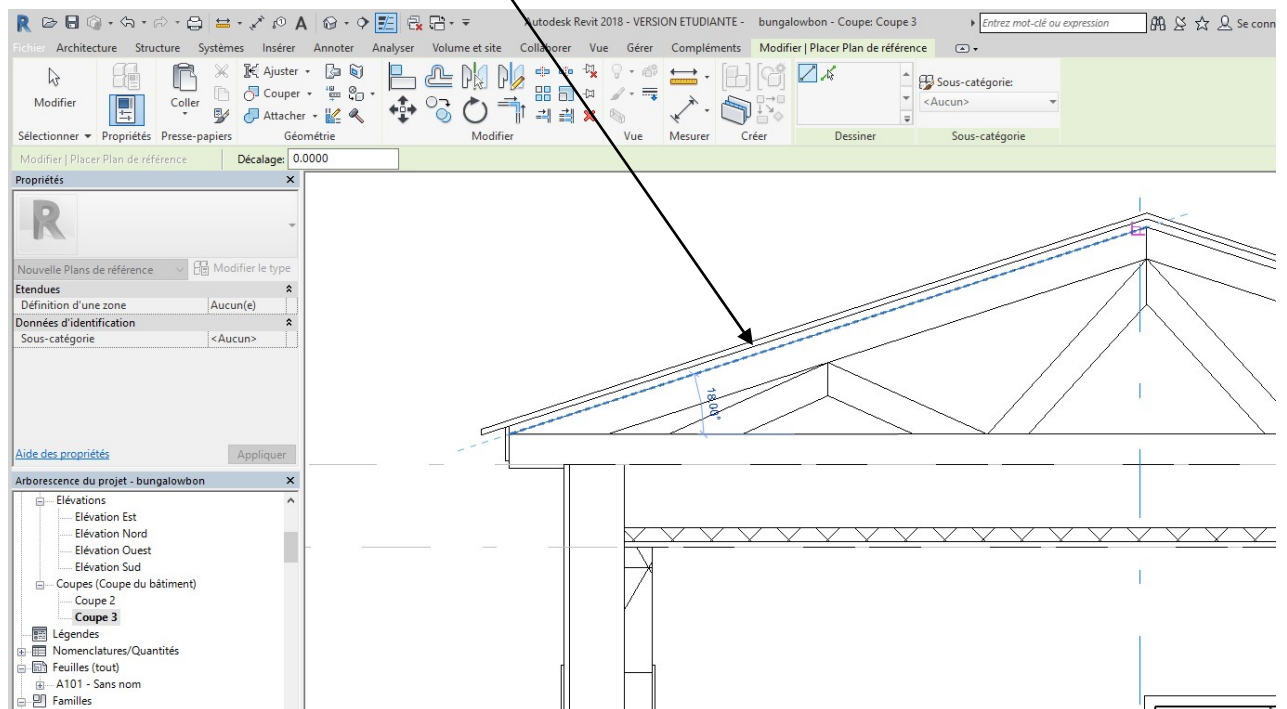 Autodesk Revit 2018 - VERSION ETUDIANTE - bungalowbon - Coupe: Coupe 3
Entrez mot-clé ou expression
Se conn
Fichier Architecture Structure Systèmes Insérer Annoter Analyser Volume et site Collaborer Vue Gérer Compléments Modifier | Placer Plan de référence
Modifier
Coller
Ajuster
Couper
Attacher
Sous-catégorie:
<Aucun>
Sélectionner Propriétés Presse-papiers Géométrie Modifier Vue Mesurer Créer Dessiner Sous-catégorie
Modifier | Placer Plan de référence Décalage: 0.0000
Propriétés
R
Nouvelle Plans de référence Modifier le type
Etendues
Définition d'une zone Aucun(e)
Données d'identification
Sous-catégorie <Aucun>
Aide des propriétés Appliquer
Arborescence du projet - bungalowbon
Elévations
Elévation Est
Elévation Nord
Elévation Ouest
Elévation Sud
Coupes (Coupe du bâtiment)
Coupe 2
Coupe 3
Légendes
Nomenclatures/Quantités
Feuilles (tout)
A101 - Sans nom
Familles
18.00°